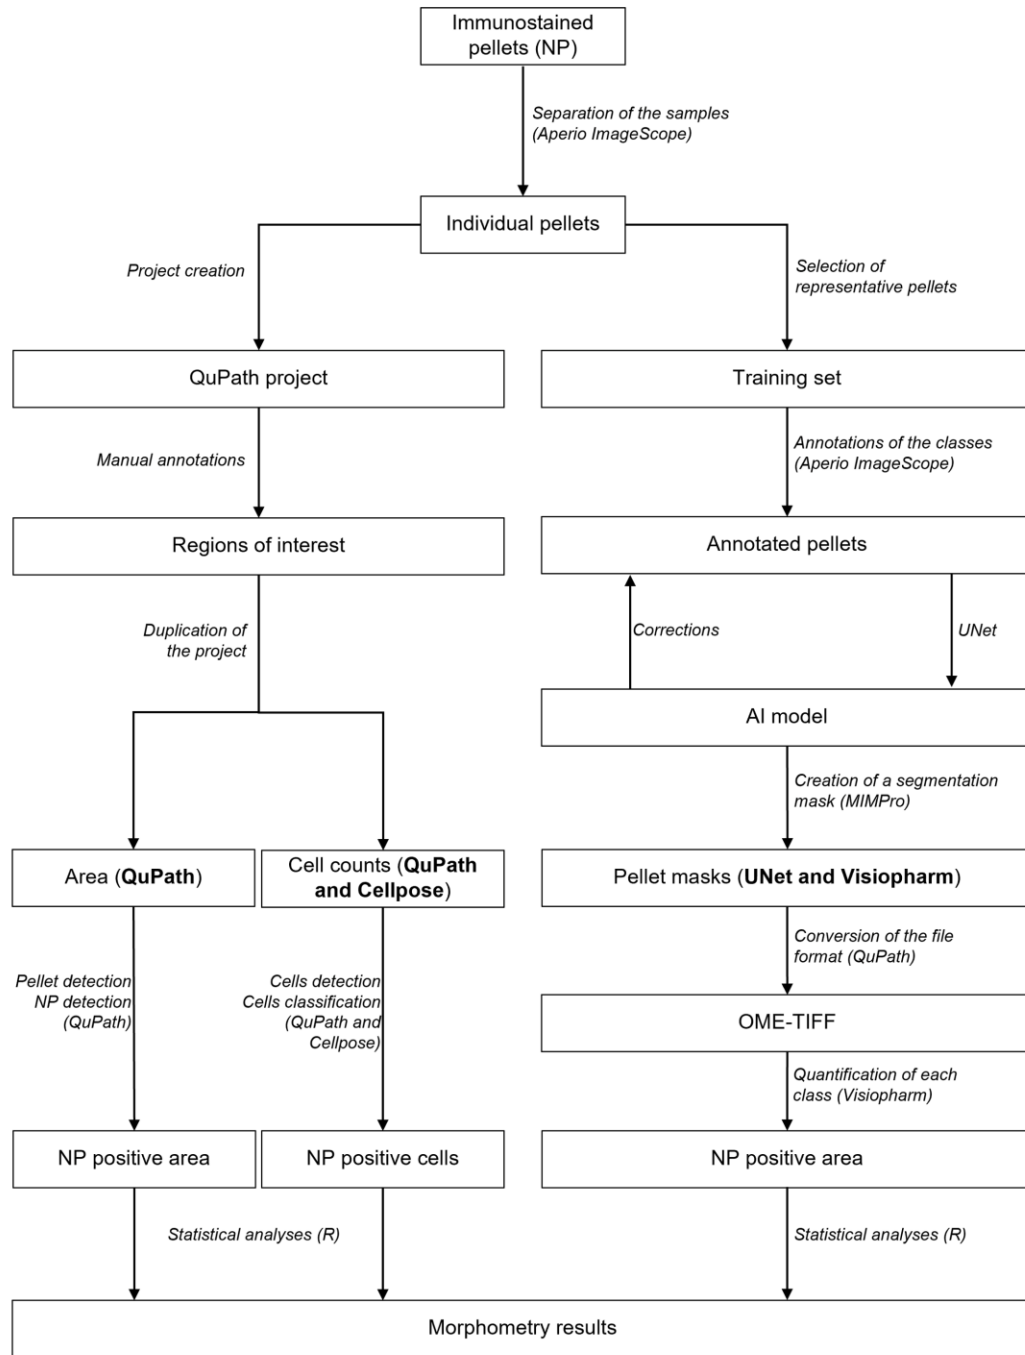 Immunostained
pellets (NP)
Separation of the samples
(Aperio ImageScope)
Individual pellets
Project creation
Selection of
representative pellets
QuPath project
Training set
Manual annotations
Annotations of the classes
(Aperio ImageScope)
Regions of interest
Annotated pellets
Duplication of
the project
Corrections
UNet
AI model
Creation of a segmentation
mask (MIMPro)
Area (QuPath)
Cell counts (QuPath
and Cellpose)
Pellet masks (UNet and Visiopharm)
Conversion of the file
format (QuPath)
Pellet detection
NP detection
(QuPath)
Cells detection
Cells classification
(QuPath and
Cellpose)
OME-TIFF
Quantification of each
class (Visiopharm)
NP positive area
NP positive cells
NP positive area
Statistical analyses (R)
Statistical analyses (R)
Morphometry results